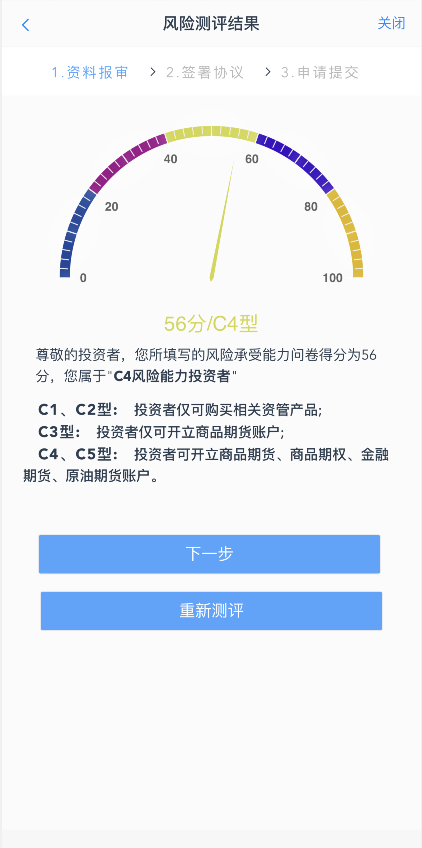 风险测评结果
关闭
1.资料报审 > 2.签署协议 > 3.申请提交
40 60
20 80
0 100
56分/C4型
尊敬的投资者，您所填写的风险承受能力问卷得分为56
分，您属于"C4风险能力投资者"
C1、C2型： 投资者仅可购买相关资管产品;
C3型： 投资者仅可开立商品期货账户;
C4、C5型： 投资者可开立商品期货、商品期权、金融
期货、原油期货账户。
下一步
重新测评